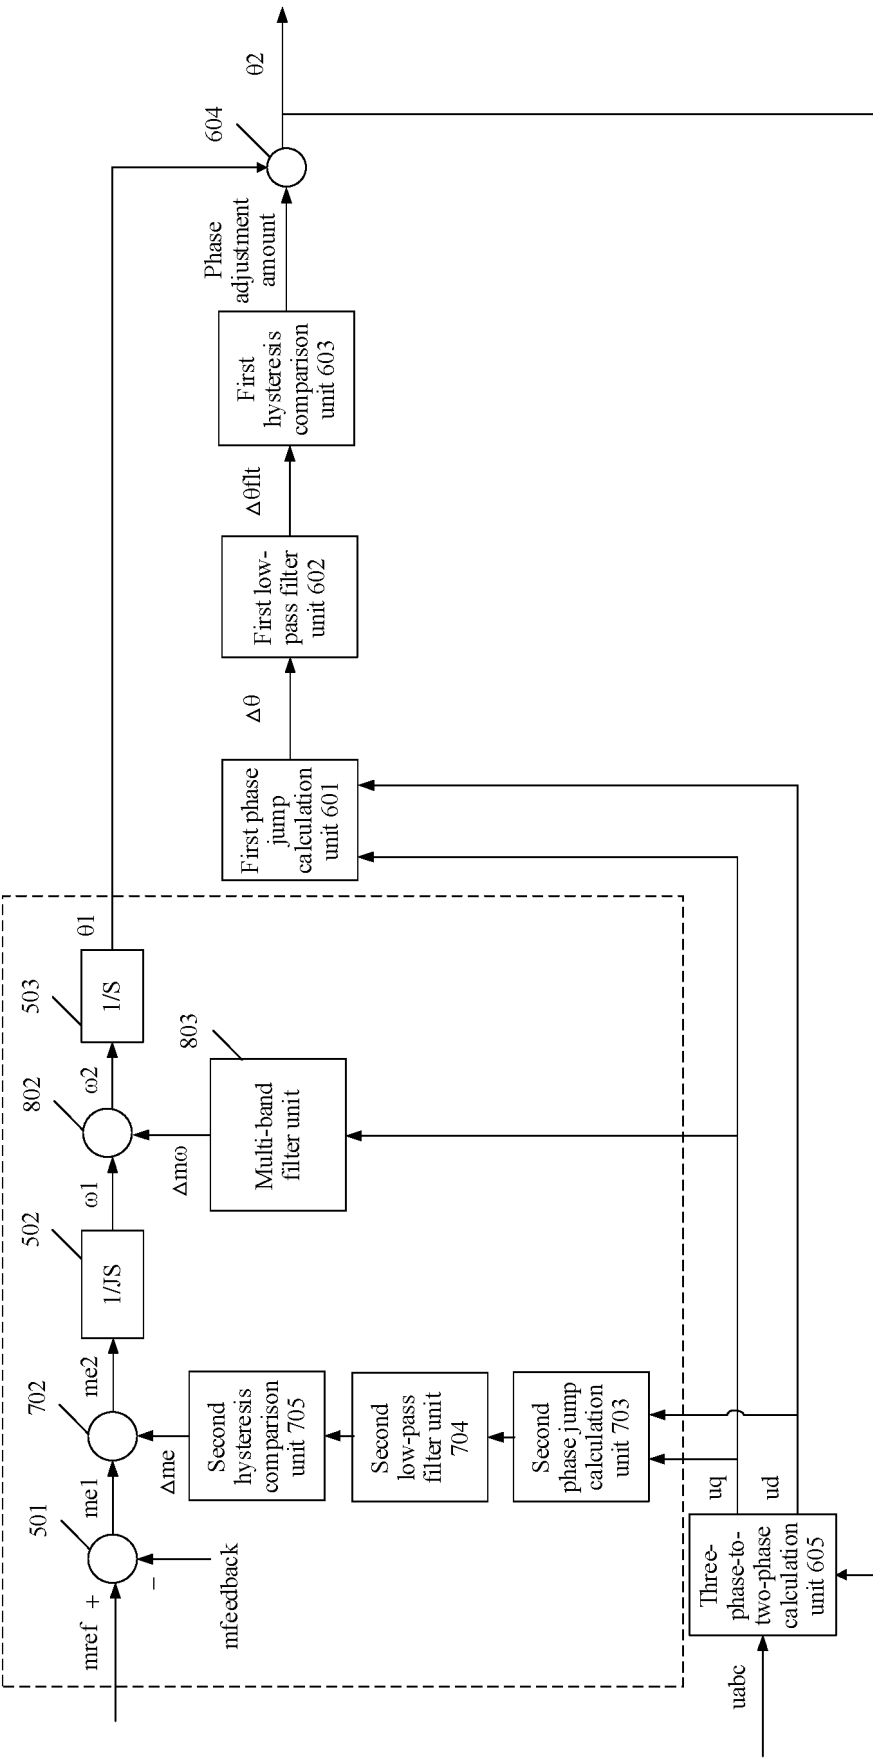 mref
+
501
−
mfeedback
me1
702
me2
502
1/JS
ω1
802
ω2
503
1/S
θ1
Δme
Second
hysteresis
comparison
unit 705
Second
low-pass
filter unit
704
Second
phase jump
calculation
unit 703
Δmω
Multi-band
filter unit
803
uabc
Three-
phase-to-
two-phase
calculation
unit 605
uq
ud
First phase
jump
calculation
unit 601
Δθ
First low-
pass filter
unit 602
Δθflt
First
hysteresis
comparison
unit 603
Phase
adjustment
amount
604
θ2